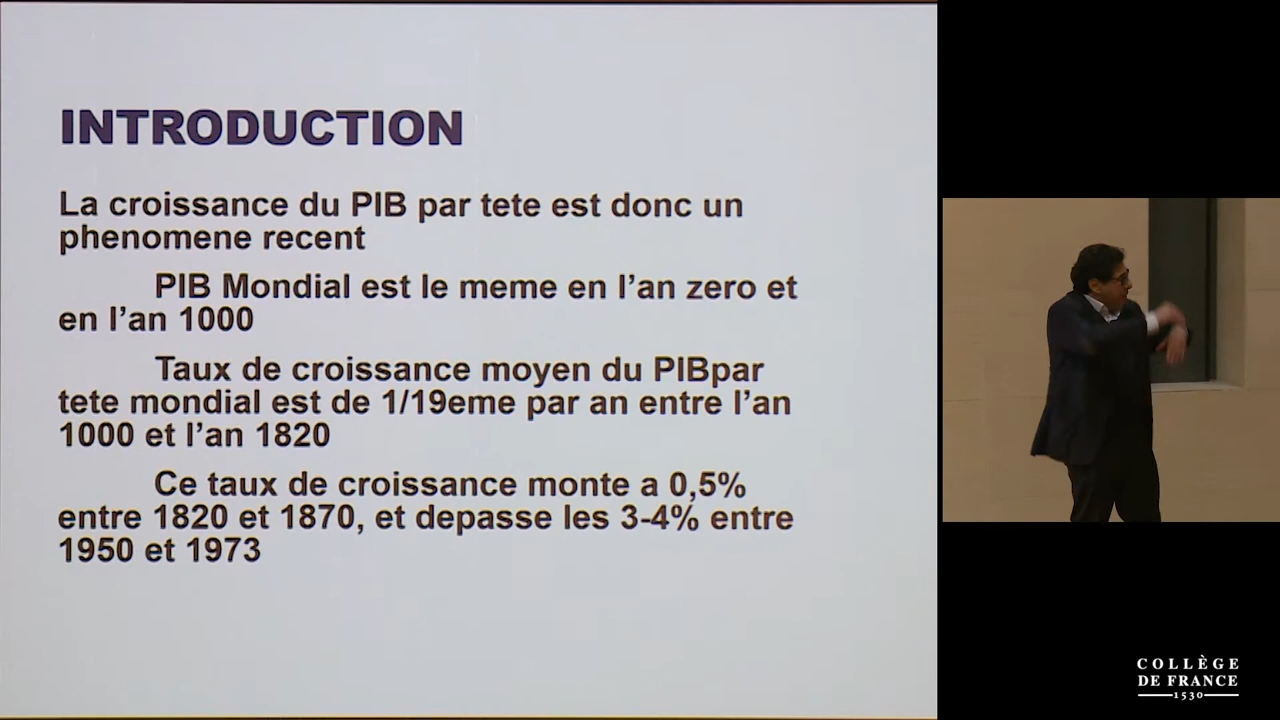 INTRODUCTION
La croissance du PIB par tete est donc un
phenomene recent
PIB Mondial est le meme en l’an zero et
en l’an 1000
Taux de croissance moyen du PIBpar
tete mondial est de 1/19eme par an entre l’an
1000 et l’an 1820
Ce taux de croissance monte a 0,5%
entre 1820 et 1870, et depasse les 3-4% entre
1950 et 1973
COLLÈGE
DE FRANCE
1530